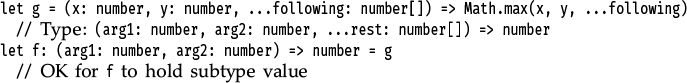 let g = (x: number, y: number, ...following: number[]) => Math.max(x, y, ...following)
// Type: (arg1: number, arg2: number, ...rest: number[]) => number
let f: (arg1: number, arg2: number) => number = g
// OK for f to hold subtype value